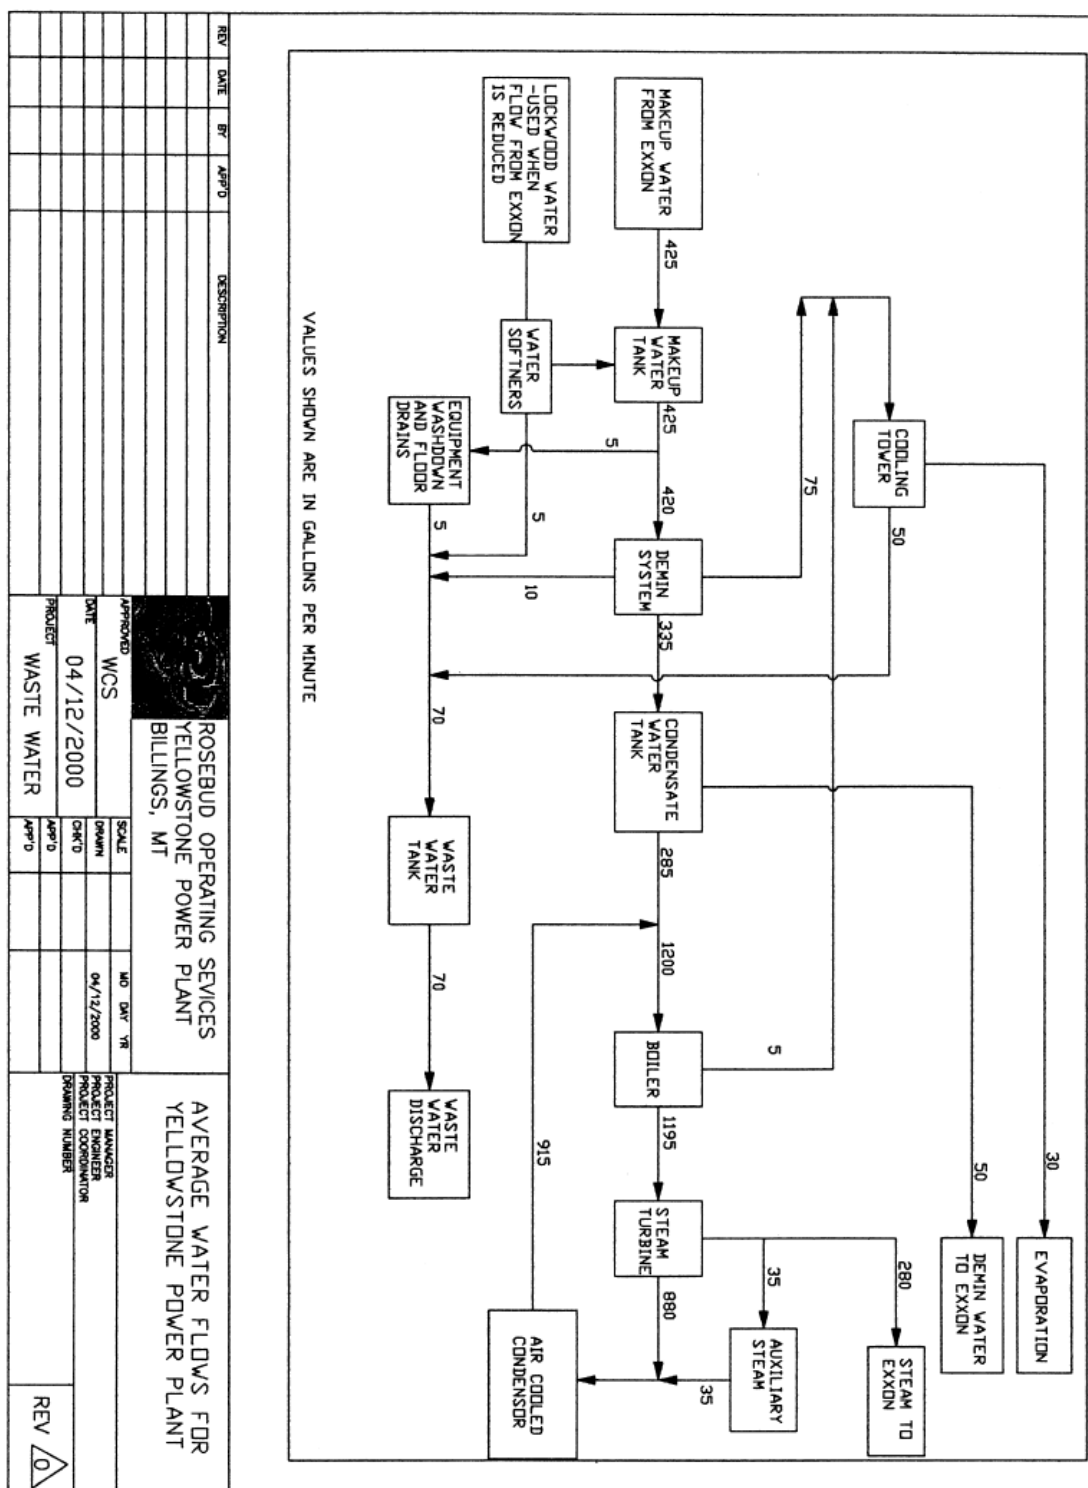 MAKEUP WATER
FROM EXXON
425
MAKEUP
WATER
TANK
425
420
DEMIN
SYSTEM
335
CONDENSATE
WATER
TANK
285
1200
BOILER
1195
STEAM
TURBINE
880
LOCKWOOD WATER
-USED WHEN
FLOW FROM EXXON
IS REDUCED
WATER
SOFTNERS
5
5
EQUIPMENT
WASHDOWN
AND FLOOR
DRAINS
5
10
70
WASTE
WATER
TANK
70
WASTE
WATER
DISCHARGE
75
COOLING
TOWER
50
5
30
EVAPORATION
50
DEMIN WATER
TO EXXON
280
STEAM TO
EXXON
35
AUXILIARY
STEAM
35
915
AIR COOLED
CONDENSOR
VALUES SHOWN ARE IN GALLONS PER MINUTE
REV
DATE
BY
APP'D
DESCRIPTION
ROSEBUD OPERATING SEVICES
YELLOWSTONE POWER PLANT
BILLINGS, MT
APPROVED
WCS
DATE
04/12/2000
PROJECT
WASTE WATER
SCALE
MO DAY YR
DRAWN
04/12/2000
CHK'D
APP'D
APP'D
AVERAGE WATER FLOWS FOR
YELLOWSTONE POWER PLANT
PROJECT MANAGER
PROJECT ENGINEER
PROJECT COORDINATOR
DRAWING NUMBER
REV 0